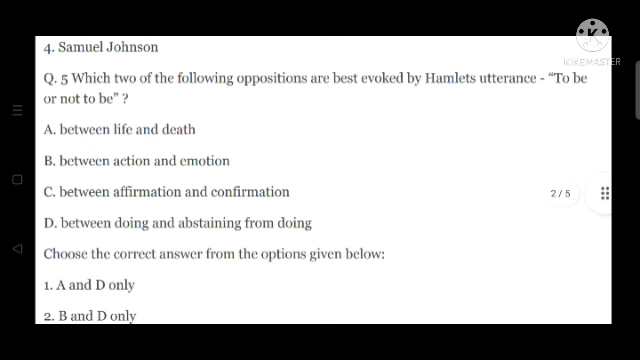 KINEMASTER
4. Samuel Johnson
Q. 5 Which two of the following oppositions are best evoked by Hamlets utterance - “To be
or not to be” ?
A. between life and death
B. between action and emotion
C. between affirmation and confirmation
2 / 5
D. between doing and abstaining from doing
Choose the correct answer from the options given below:
1. A and D only
2. B and D only